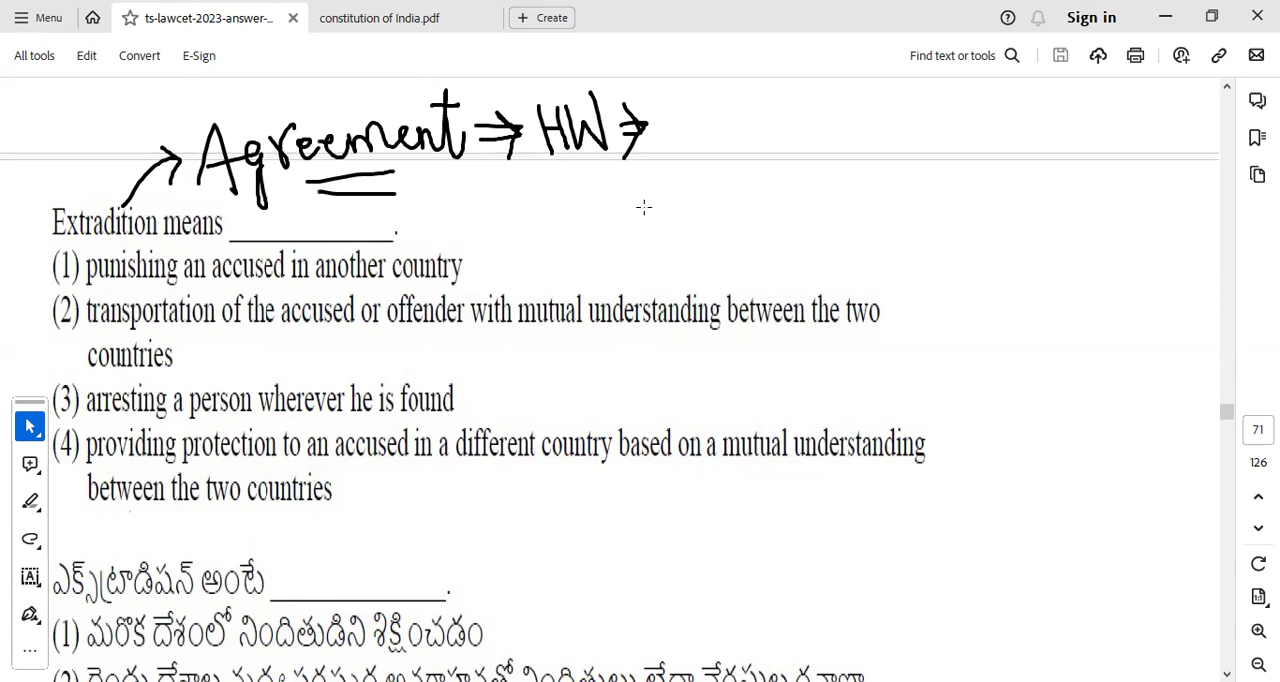 Menu ts-lawcet-2023-answer-... constitution of India.pdf Create Sign in
All tools Edit Convert E-Sign Find text or tools
Agreement ⇒ HW ⇒
Extradition means ____________.
(1) punishing an accused in another country
(2) transportation of the accused or offender with mutual understanding between the two
countries
(3) arresting a person wherever he is found
(4) providing protection to an accused in a different country based on a mutual understanding
between the two countries
71
126
ఎక్స్‌ట్రాడిషన్ అంటే ____________.
(1) మరొక దేశంలో నిందితుడిని శిక్షించడం